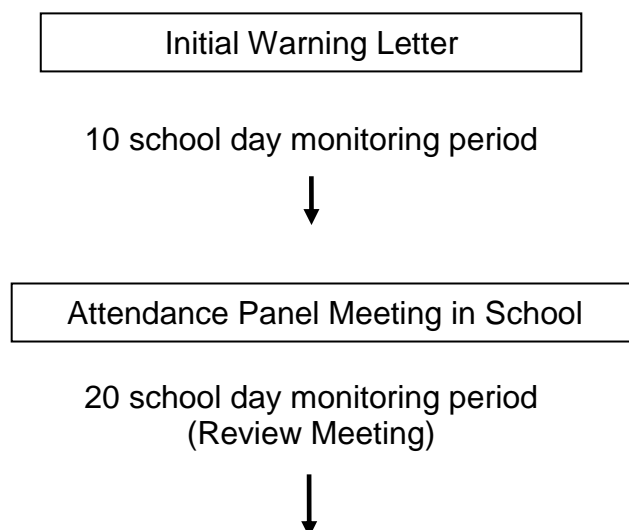 Initial Warning Letter
10 school day monitoring period
Attendance Panel Meeting in School
20 school day monitoring period
(Review Meeting)